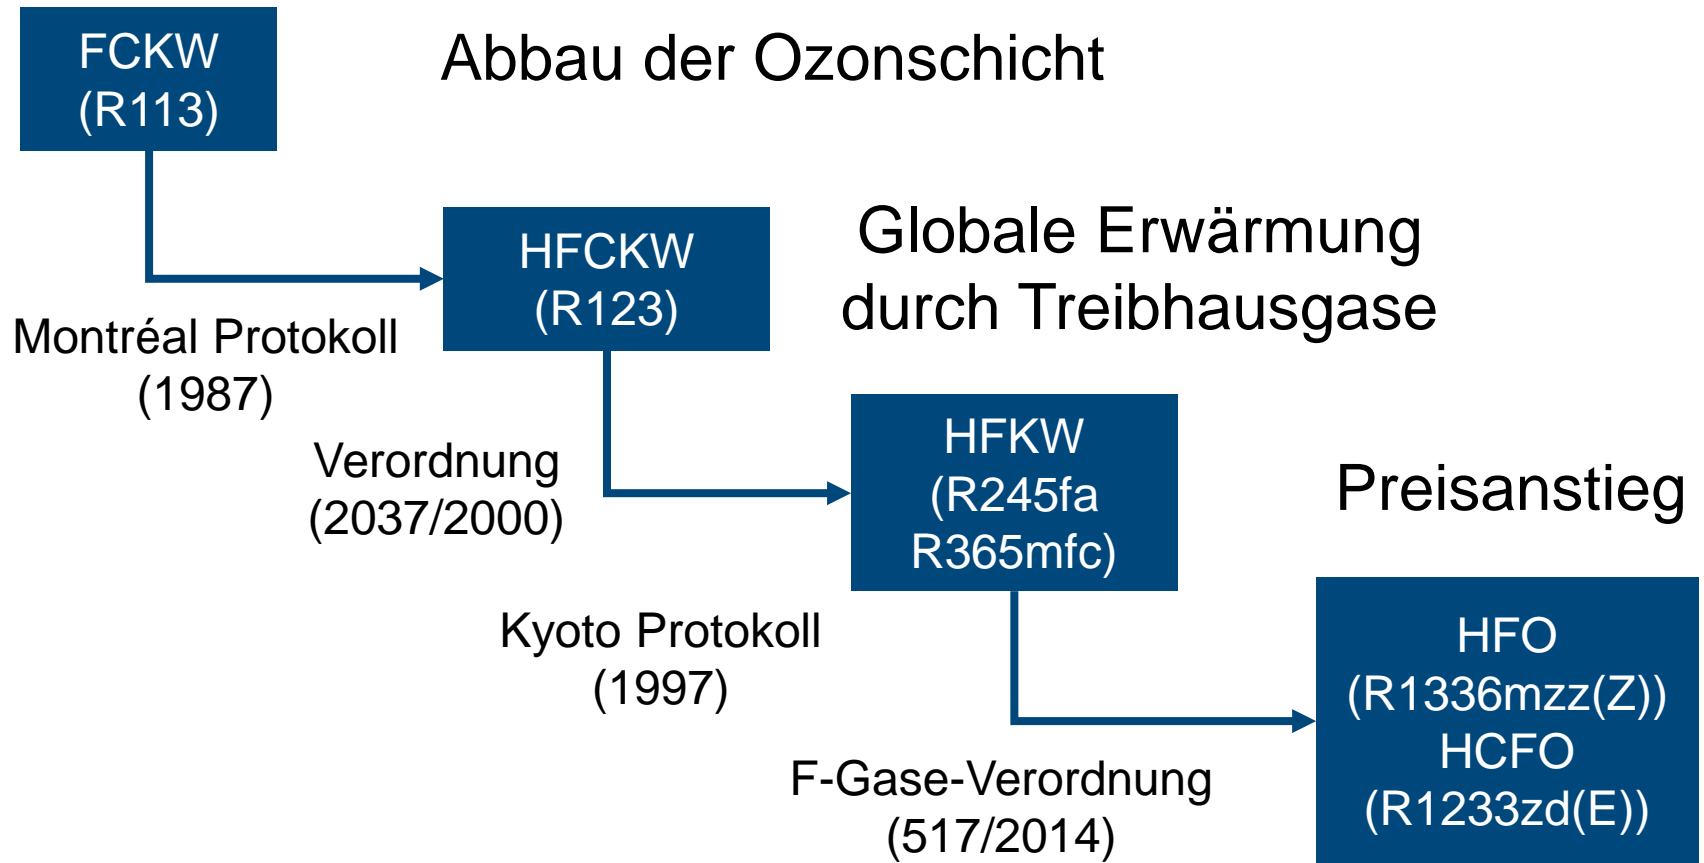 FCKW
(R113)
Abbau der Ozonschicht
HFCKW
(R123)
Globale Erwärmung
durch Treibhausgase
Montréal Protokoll
(1987)
Verordnung
(2037/2000)
HFKW
(R245fa
R365mfc)
Preisanstieg
Kyoto Protokoll
(1997)
HFO
(R1336mzz(Z))
HCFO
(R1233zd(E))
F-Gase-Verordnung
(517/2014)